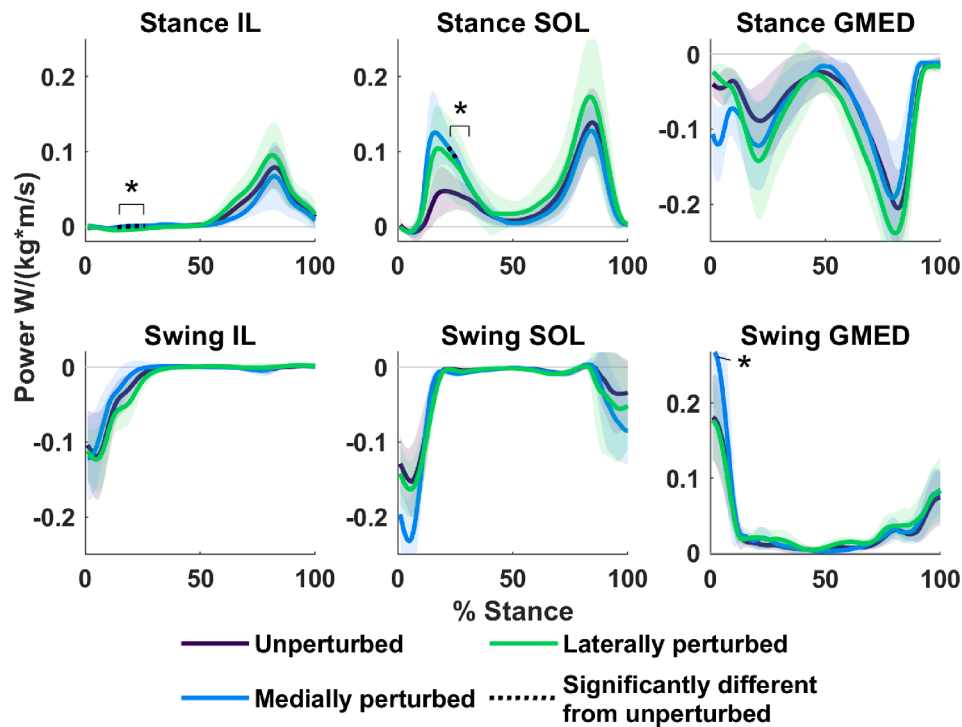 Stance IL
Stance SOL
Stance GMED
0.2
0.1
0
0 50 100
*
0.2
0.1
0
0 50 100
*
0
-0.1
-0.2
0 50 100
Power W/(kg*m/s)
Swing IL
Swing SOL
Swing GMED
0
-0.1
-0.2
0 50 100
0
-0.1
-0.2
0 50 100
0.2
0.1
0
0 50 100
*
% Stance
Unperturbed
Laterally perturbed
Medially perturbed
Significantly different
from unperturbed